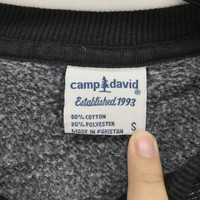 camp david
Established 1993
80% COTTON
20% POLYESTER
MADE IN PAKISTAN S